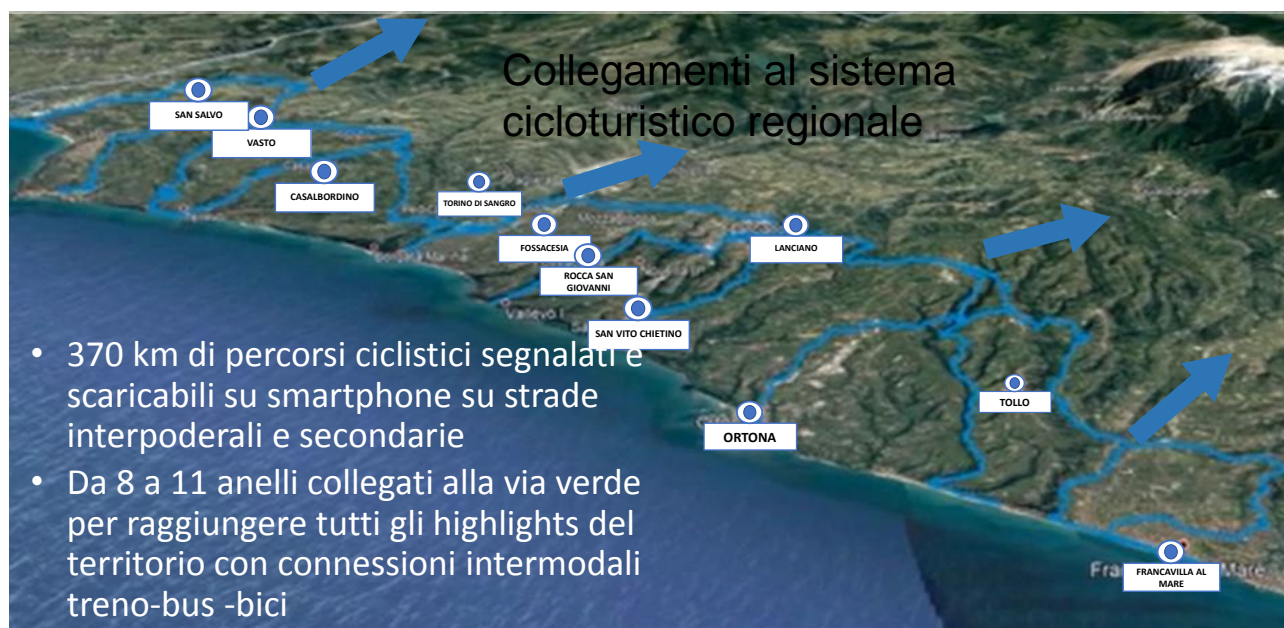 Collegamenti al sistema
cicloturistico regionale
SAN SALVO
VASTO
CASALBORDINO
TORINO DI SANGRO
FOSSACESIA
LANCIANO
ROCCA SAN
GIOVANNI
SAN VITO CHIETINO
TOLLO
ORTONA
FRANCAVILLA AL
MARE
• 370 km di percorsi ciclistici segnalati e
scaricabili su smartphone su strade
interpoderali e secondarie
• Da 8 a 11 anelli collegati alla via verde
per raggiungere tutti gli highlights del
territorio con connessioni intermodali
treno-bus -bici